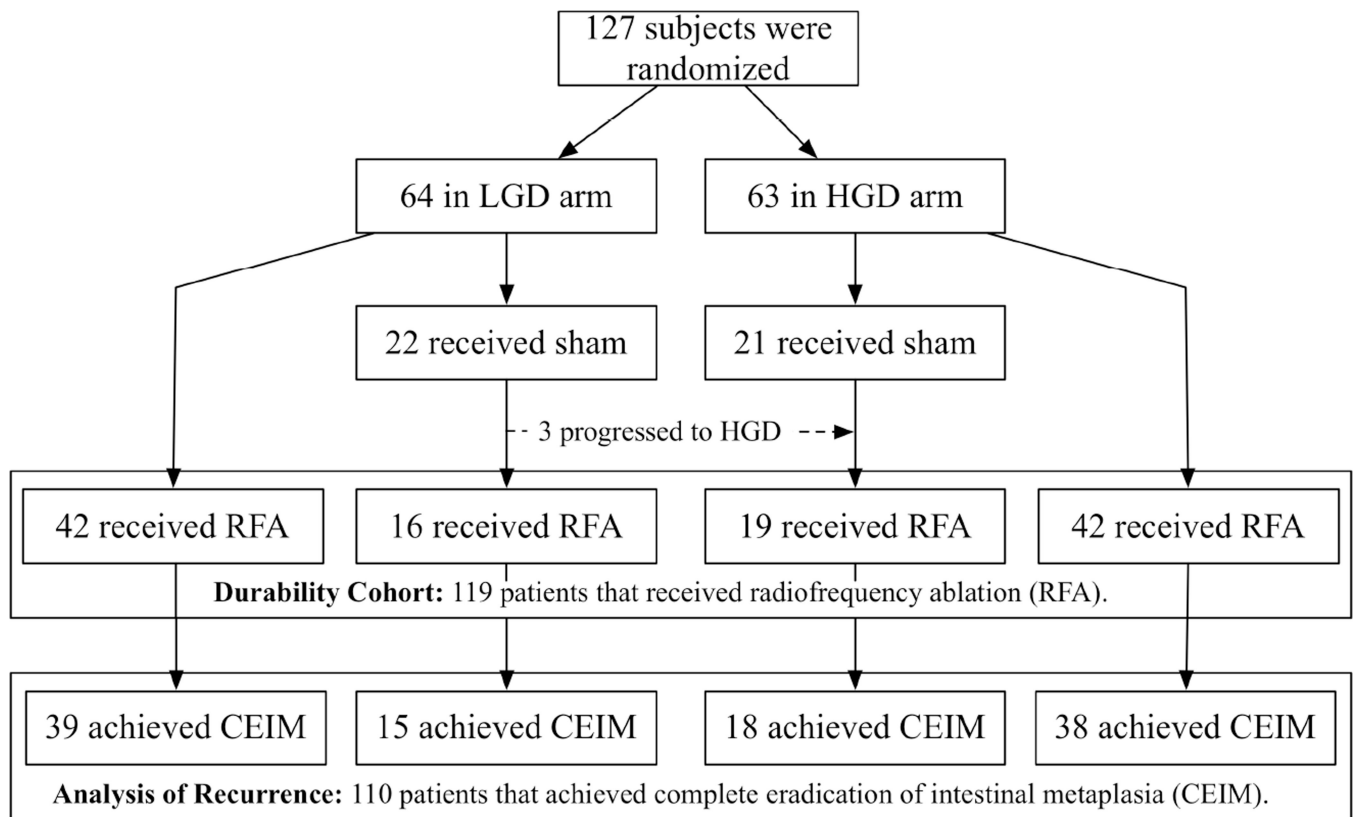 127 subjects were
randomized
64 in LGD arm
63 in HGD arm
22 received sham
21 received sham
3 progressed to HGD
42 received RFA
16 received RFA
19 received RFA
42 received RFA
Durability Cohort: 119 patients that received radiofrequency ablation (RFA).
39 achieved CEIM
15 achieved CEIM
18 achieved CEIM
38 achieved CEIM
Analysis of Recurrence: 110 patients that achieved complete eradication of intestinal metaplasia (CEIM).